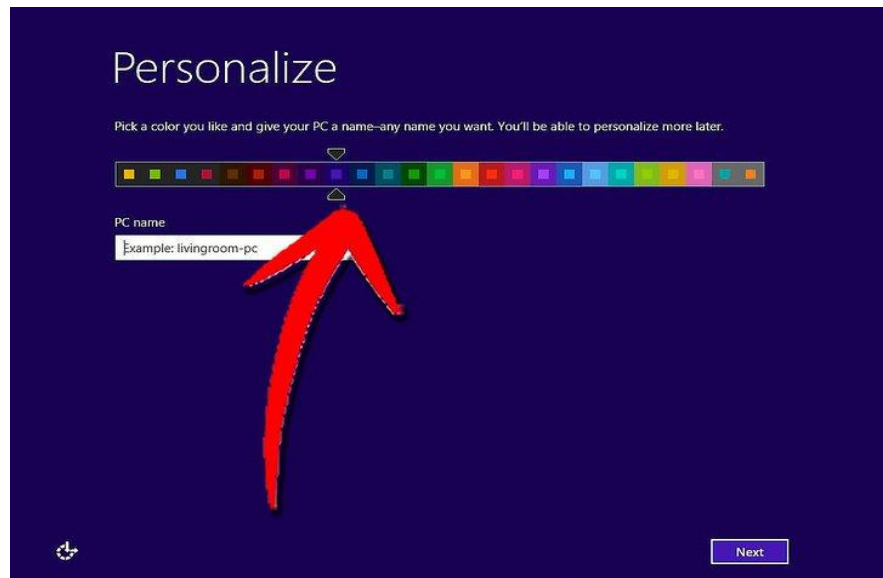 Personalize
Pick a color you like and give your PC a name–any name you want. You'll be able to personalize more later.
PC name
Example: livingroom-pc
Next